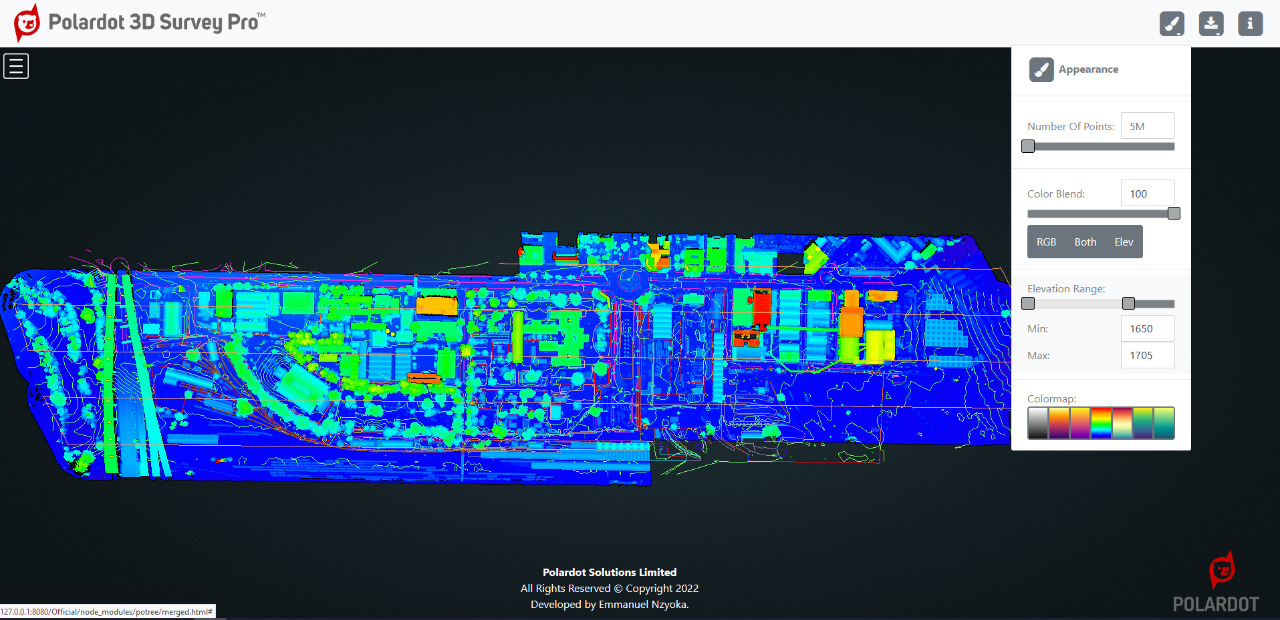 Polardot 3D Survey Pro™
Appearance
Number Of Points: 5M
Color Blend: 100
RGB Both Elev
Elevation Range:
Min: 1650
Max: 1705
Colormap:
Polardot Solutions Limited
All Rights Reserved © Copyright 2022
Developed by Emmanuel Nzyoka.
POLARDOT
127.0.0.1:8080/Official/node_modules/potree/merged.html#